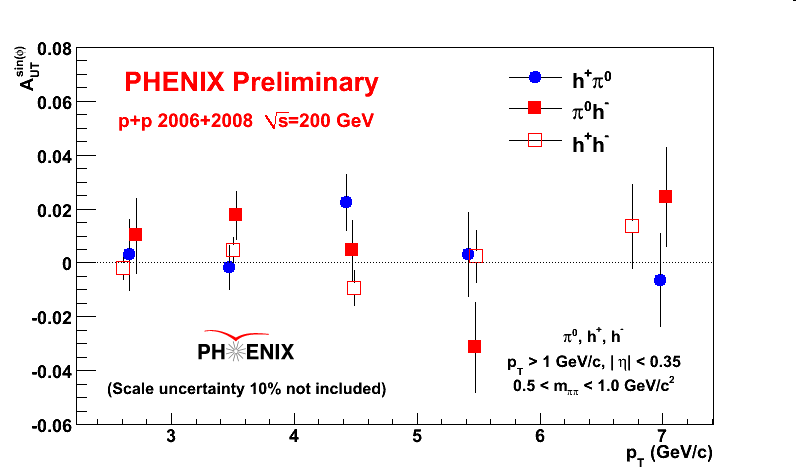 A_UT^sin(φ)
0.08
0.06
0.04
0.02
0
-0.02
-0.04
-0.06
PHENIX Preliminary
p+p 2006+2008 √s=200 GeV
h⁺π⁰
π⁰h⁻
h⁺h⁻
PHENIX
(Scale uncertainty 10% not included)
π⁰, h⁺, h⁻
p_T > 1 GeV/c, | η| < 0.35
0.5 < m_ππ < 1.0 GeV/c²
3 4 5 6 7
p_T (GeV/c)